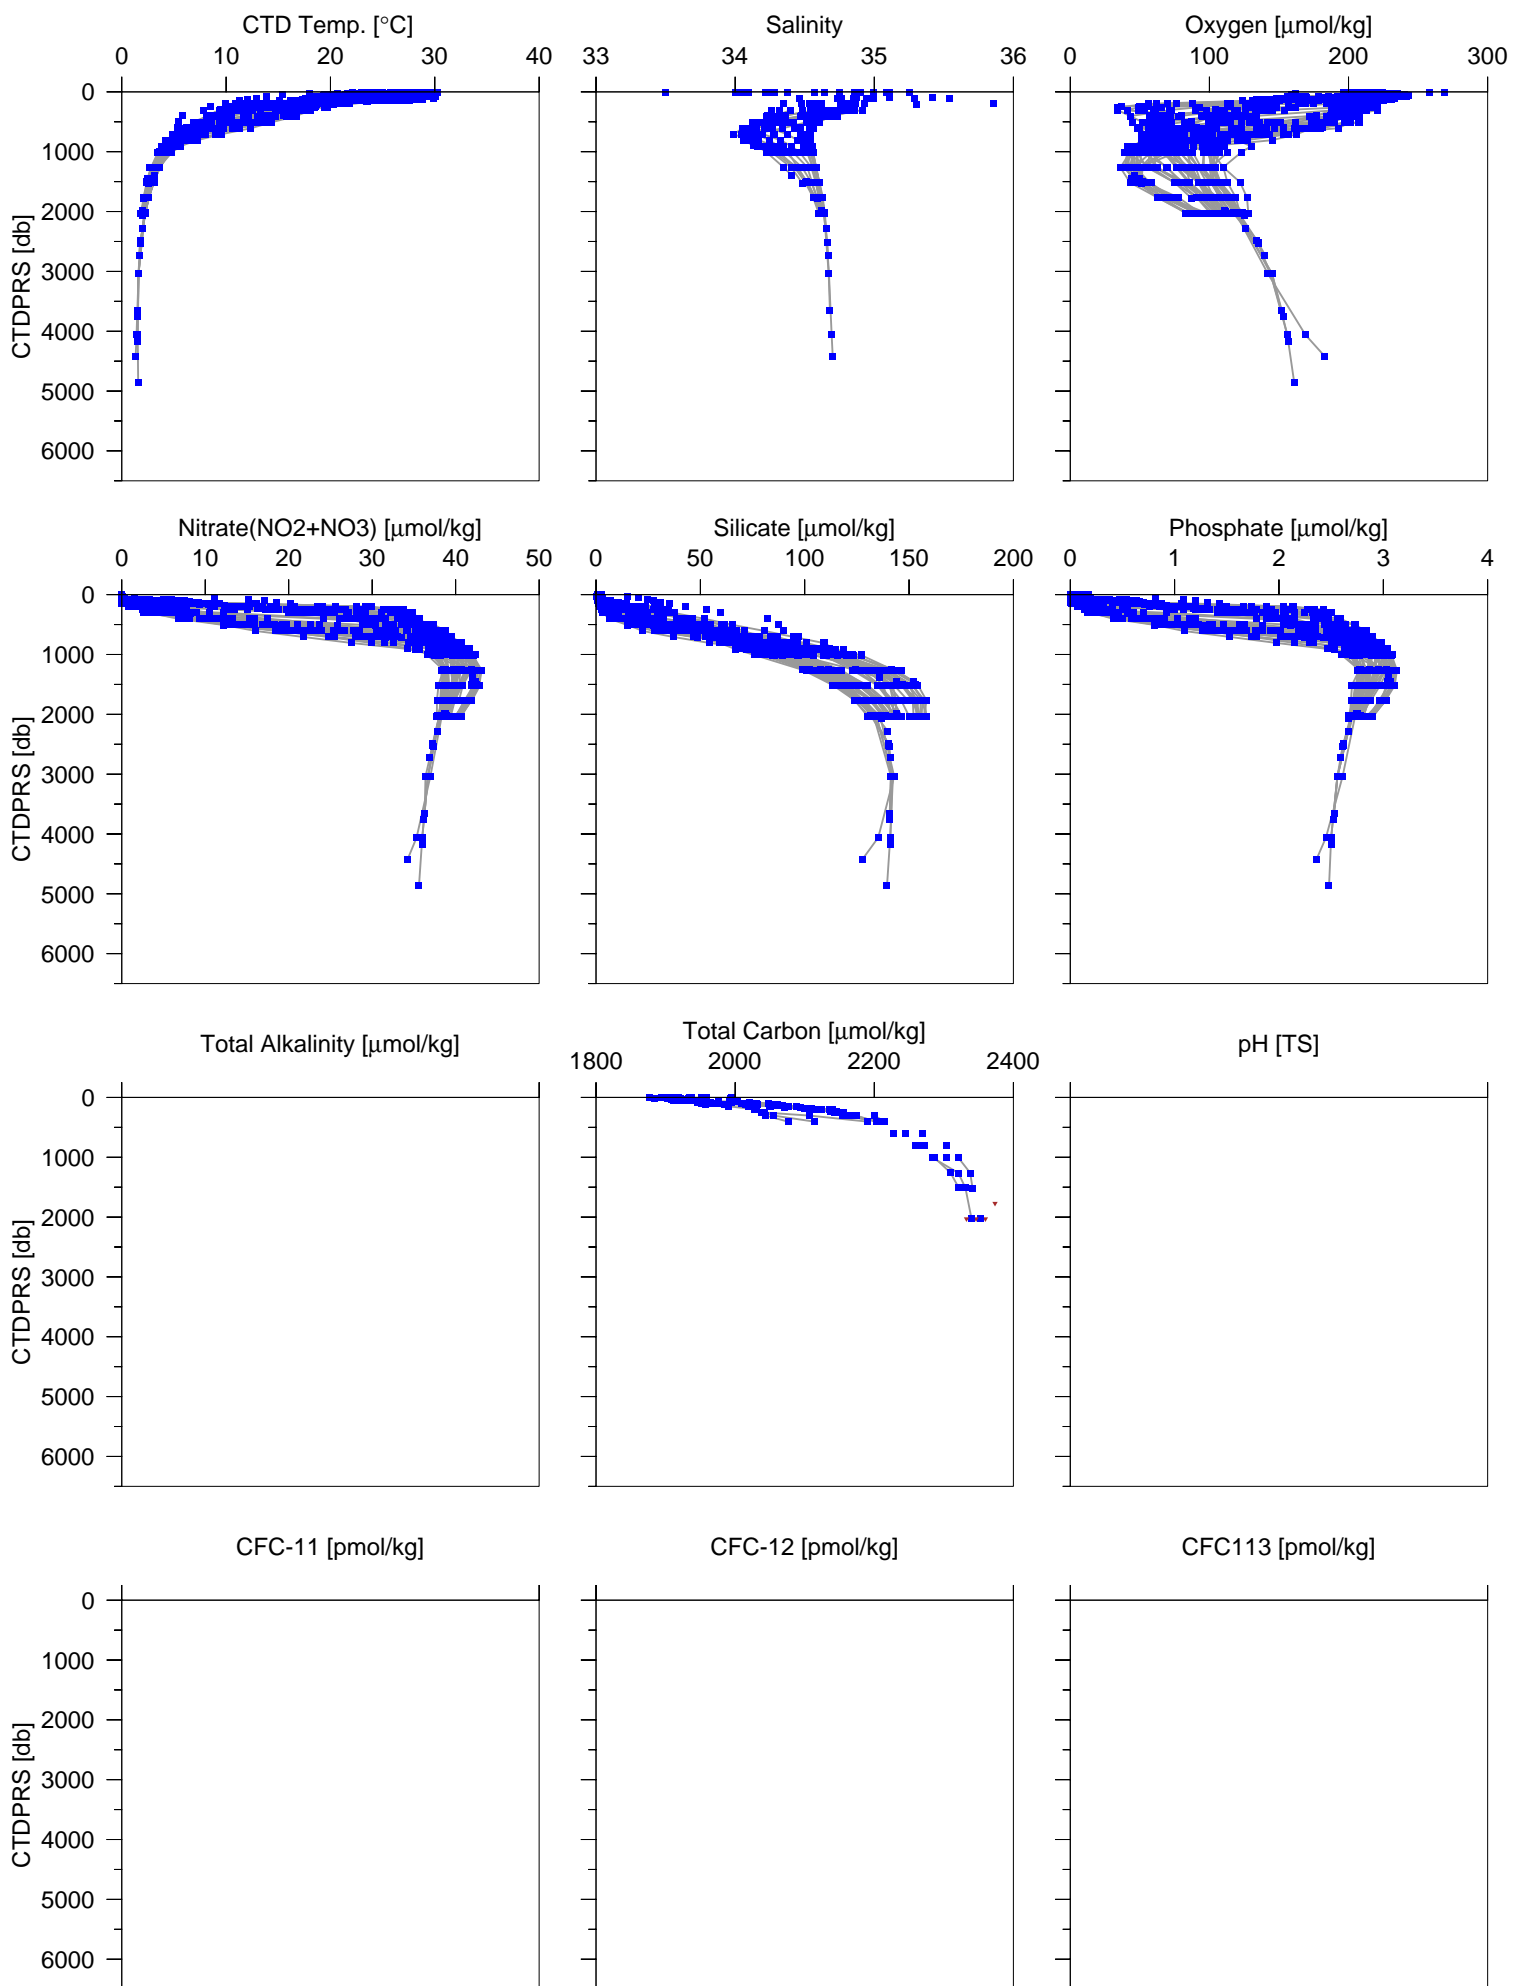 CTD Temp. [°C] Salinity Oxygen [μmol/kg]
0 10 20 30 40 33 34 35 36 0 100 200 300
0
1000
2000
3000
4000
5000
6000
CTDPRS [db]
Nitrate(NO2+NO3) [μmol/kg] Silicate [μmol/kg] Phosphate [μmol/kg]
0 10 20 30 40 50 0 50 100 150 200 0 1 2 3 4
0
1000
2000
3000
4000
5000
6000
CTDPRS [db]
Total Alkalinity [μmol/kg] Total Carbon [μmol/kg] pH [TS]
1800 2000 2200 2400
0
1000
2000
3000
4000
5000
6000
CTDPRS [db]
CFC-11 [pmol/kg] CFC-12 [pmol/kg] CFC113 [pmol/kg]
0
1000
2000
3000
4000
5000
6000
CTDPRS [db]